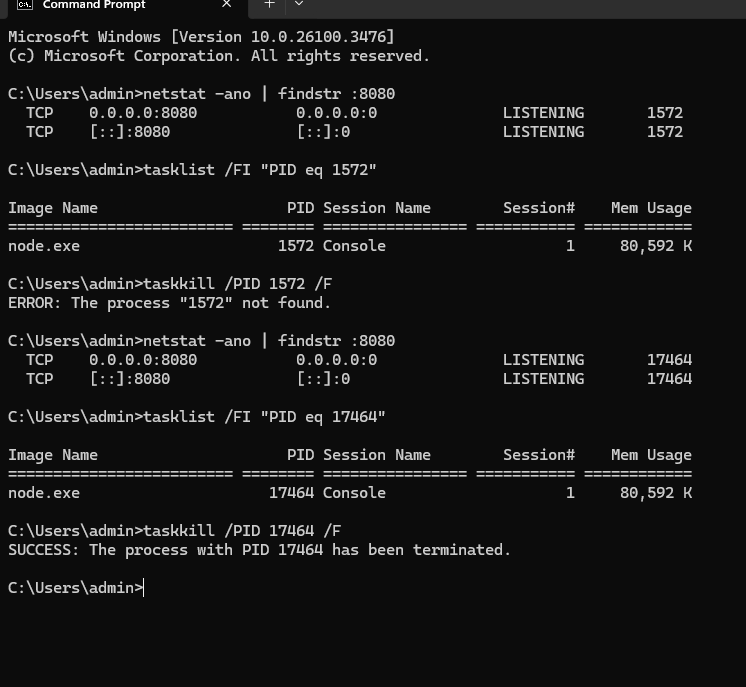 Command Prompt
Microsoft Windows [Version 10.0.26100.3476]
(c) Microsoft Corporation. All rights reserved.
C:\Users\admin>netstat -ano | findstr :8080
  TCP    0.0.0.0:8080           0.0.0.0:0              LISTENING       1572
  TCP    [::]:8080              [::]:0                 LISTENING       1572
C:\Users\admin>tasklist /FI "PID eq 1572"
Image Name                     PID Session Name        Session#    Mem Usage
========================= ======== ================ =========== ============
node.exe                      1572 Console                    1     80,592 K
C:\Users\admin>taskkill /PID 1572 /F
ERROR: The process "1572" not found.
C:\Users\admin>netstat -ano | findstr :8080
  TCP    0.0.0.0:8080           0.0.0.0:0              LISTENING       17464
  TCP    [::]:8080              [::]:0                 LISTENING       17464
C:\Users\admin>tasklist /FI "PID eq 17464"
Image Name                     PID Session Name        Session#    Mem Usage
========================= ======== ================ =========== ============
node.exe                     17464 Console                    1     80,592 K
C:\Users\admin>taskkill /PID 17464 /F
SUCCESS: The process with PID 17464 has been terminated.
C:\Users\admin>